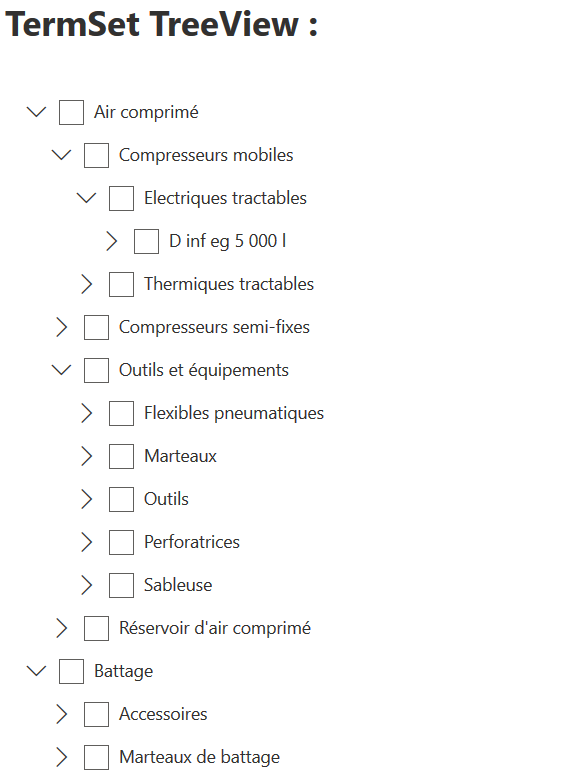 TermSet TreeView :
Air comprimé
Compresseurs mobiles
Electriques tractables
D inf eg 5 000 l
Thermiques tractables
Compresseurs semi-fixes
Outils et équipements
Flexibles pneumatiques
Marteaux
Outils
Perforatrices
Sableuse
Réservoir d'air comprimé
Battage
Accessoires
Marteaux de battage